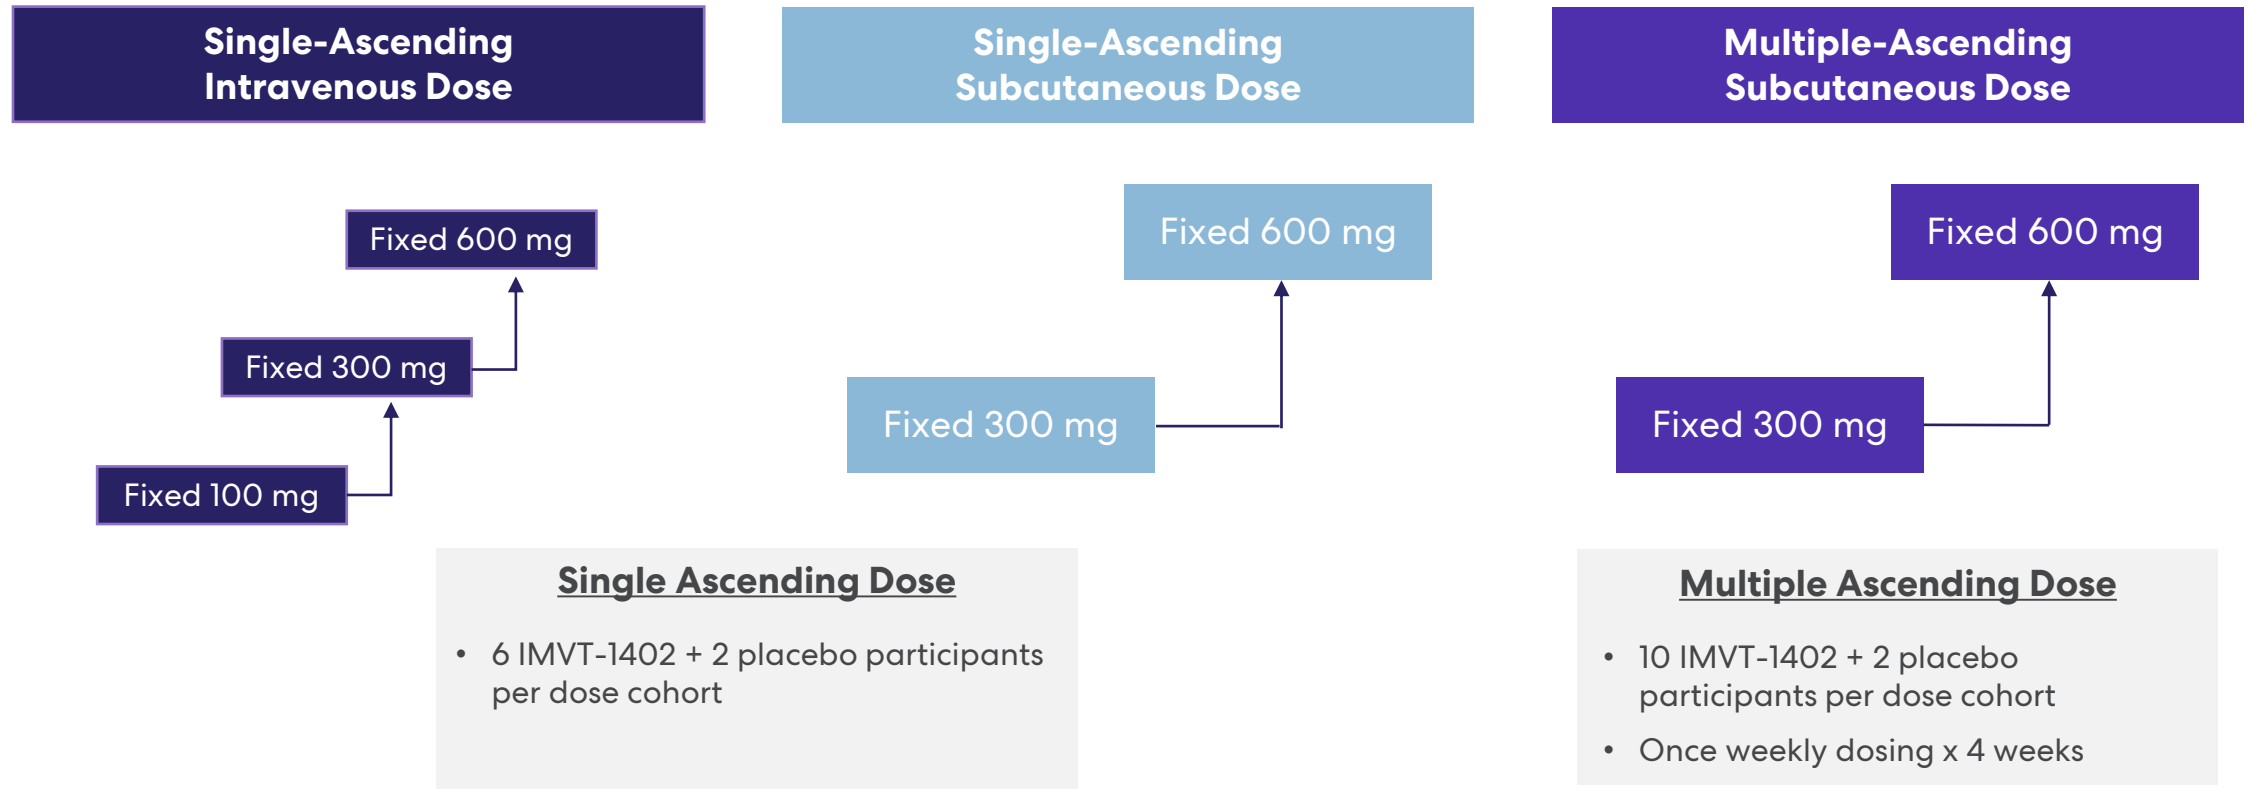 Single-Ascending
Intravenous Dose
Fixed 600 mg
Fixed 300 mg
Fixed 100 mg
Single-Ascending
Subcutaneous Dose
Fixed 600 mg
Fixed 300 mg
Single Ascending Dose
• 6 IMVT-1402 + 2 placebo participants
per dose cohort
Multiple-Ascending
Subcutaneous Dose
Fixed 600 mg
Fixed 300 mg
Multiple Ascending Dose
• 10 IMVT-1402 + 2 placebo
participants per dose cohort
• Once weekly dosing x 4 weeks